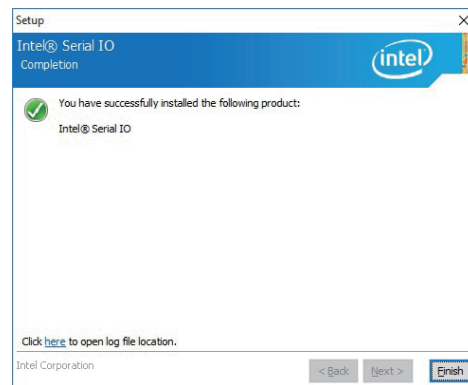 Setup
Intel® Serial IO
Completion
intel
You have successfully installed the following product:
Intel® Serial IO
Click here to open log file location.
Intel Corporation
< Back Next > Finish